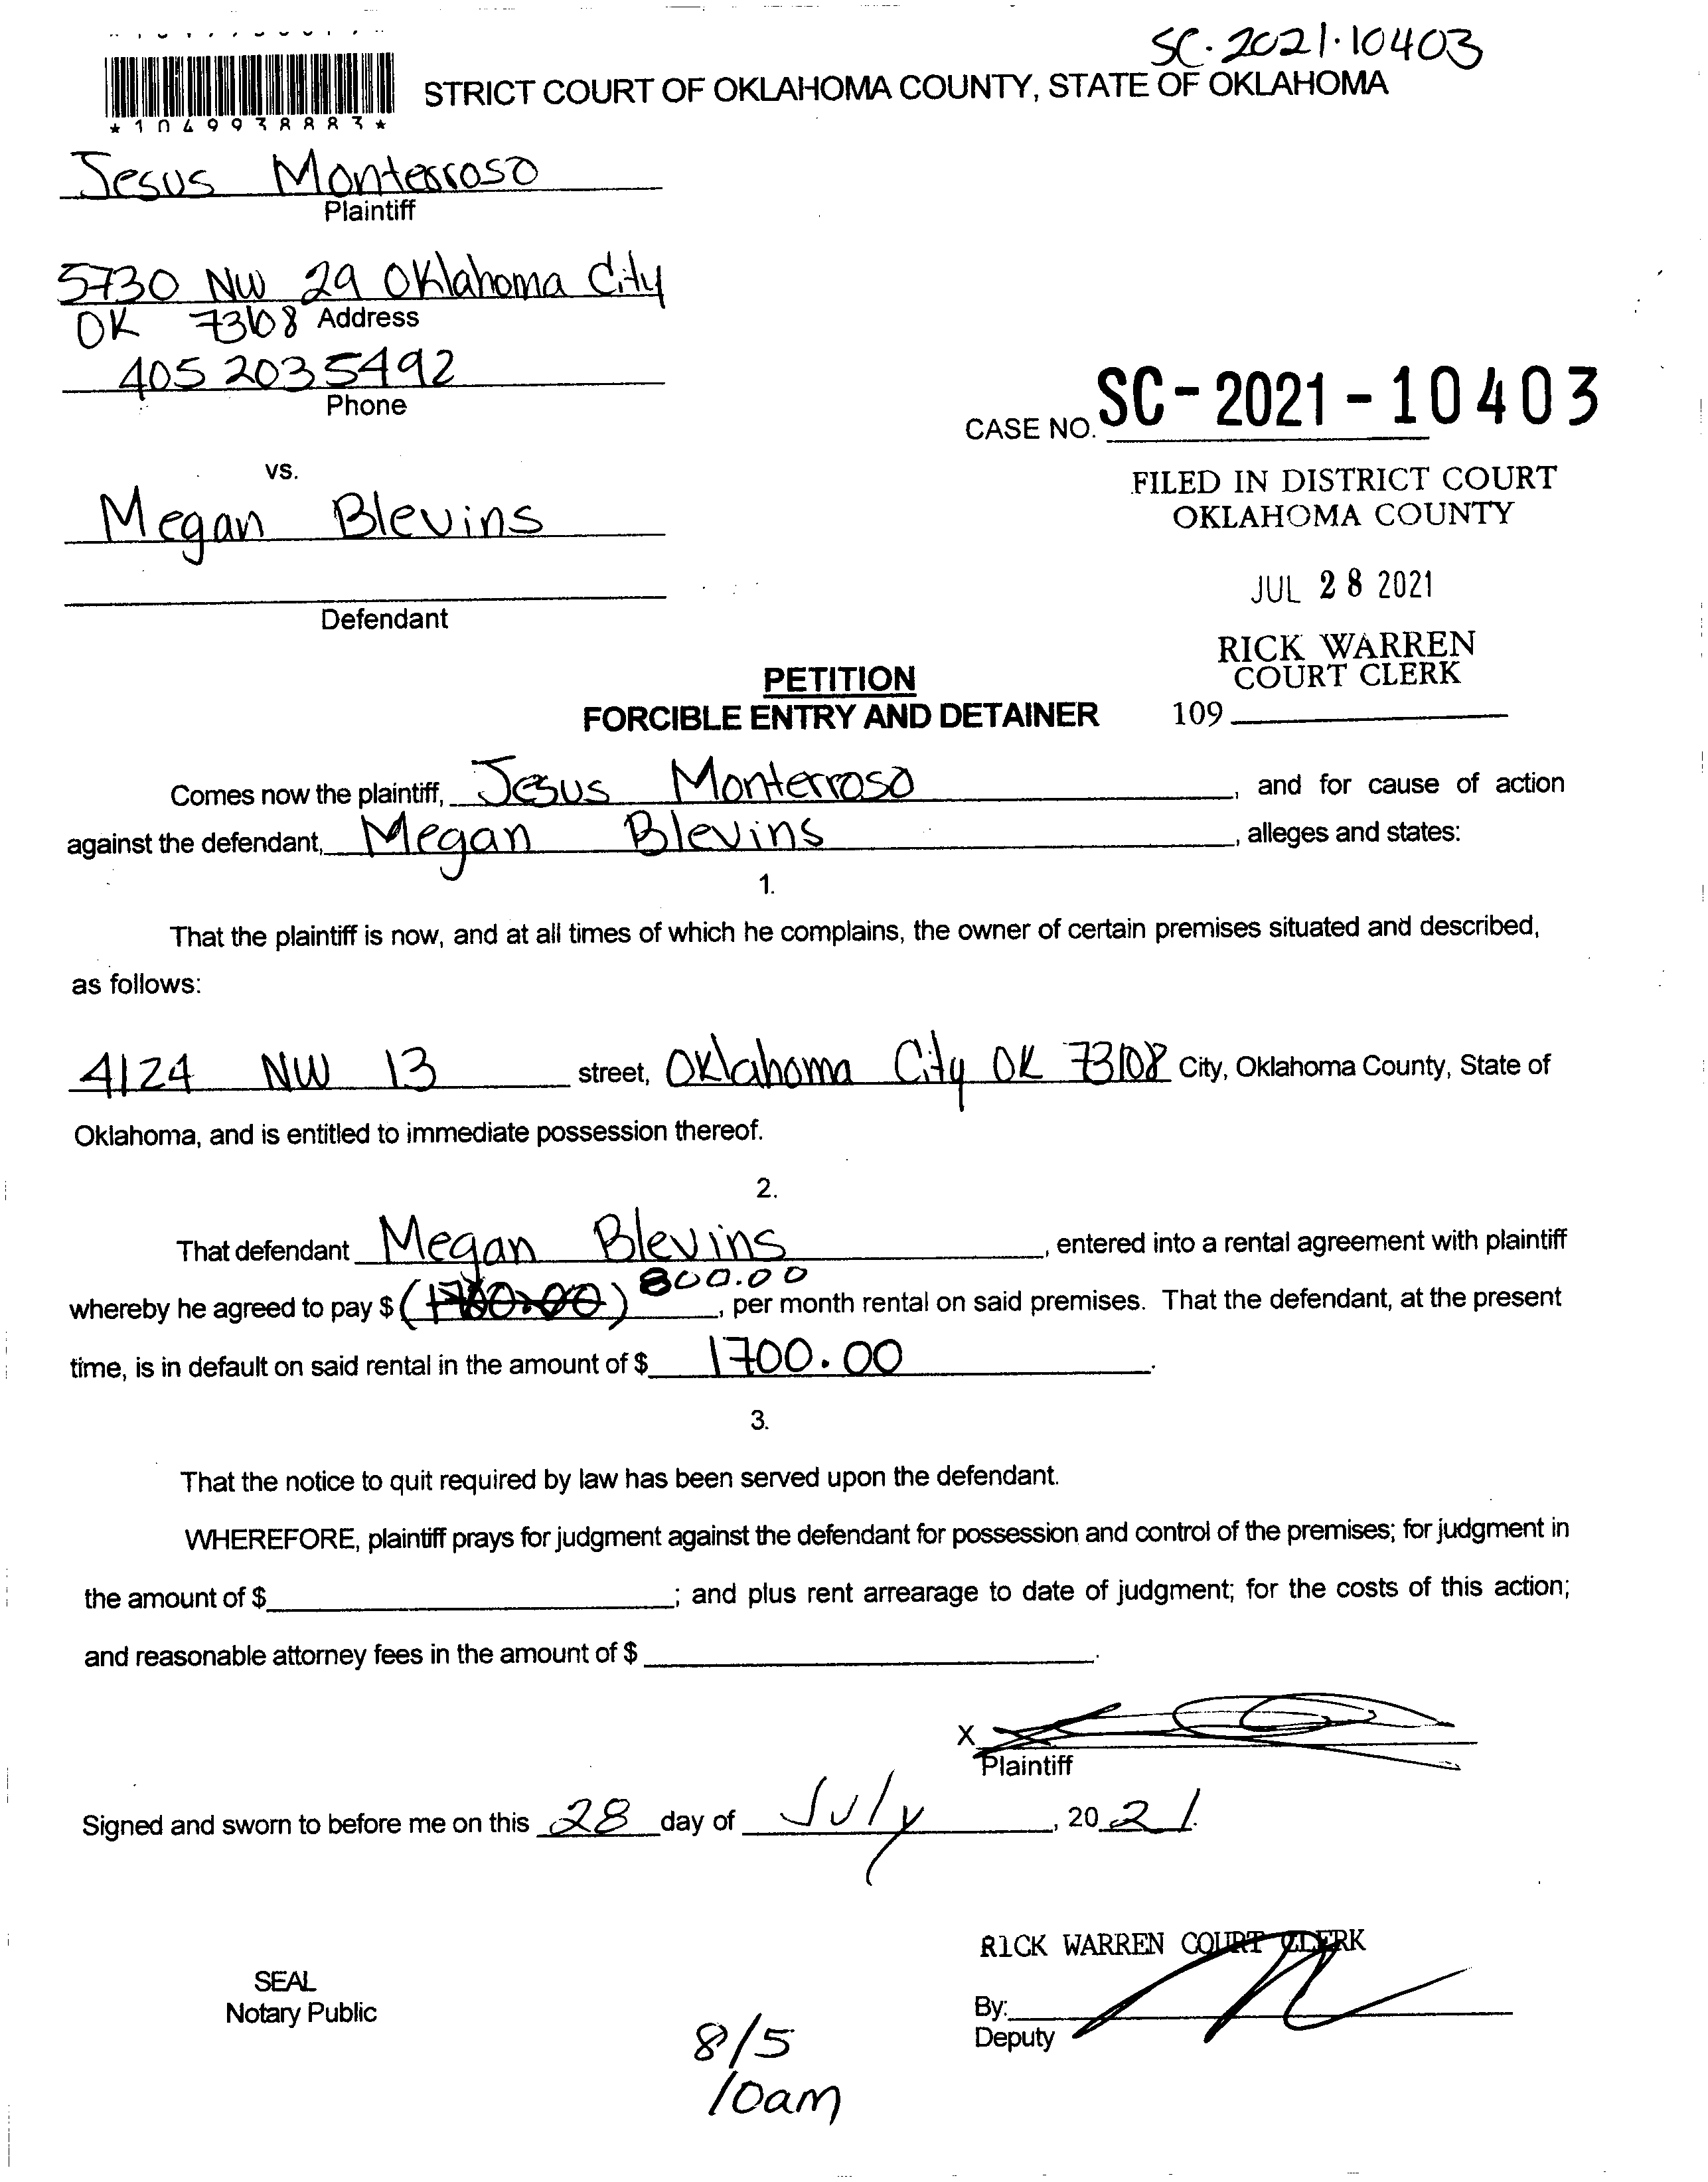 SC-2021-10403
STRICT COURT OF OKLAHOMA COUNTY, STATE OF OKLAHOMA
*1049938883*
Jesus Monterroso
Plaintiff
5730 NW 29 Oklahoma City
OK 73108 Address
405 203 5492
Phone
CASE NO. SC-2021-10403
vs.
FILED IN DISTRICT COURT
OKLAHOMA COUNTY
Megan Blevins
JUL 28 2021
Defendant
RICK WARREN
COURT CLERK
PETITION
FORCIBLE ENTRY AND DETAINER
109
Comes now the plaintiff, Jesus Monterroso, and for cause of action
against the defendant, Megan Blevins, alleges and states:
1.
That the plaintiff is now, and at all times of which he complains, the owner of certain premises situated and described,
as follows:
4124 NW 13 street, Oklahoma City OK 73108 City, Oklahoma County, State of
Oklahoma, and is entitled to immediate possession thereof.
2.
That defendant Megan Blevins, entered into a rental agreement with plaintiff
whereby he agreed to pay $ (1700.00) 800.00, per month rental on said premises. That the defendant, at the present
time, is in default on said rental in the amount of $ 1700.00.
3.
That the notice to quit required by law has been served upon the defendant.
WHEREFORE, plaintiff prays for judgment against the defendant for possession and control of the premises; for judgment in
the amount of $ ; and plus rent arrearage to date of judgment; for the costs of this action;
and reasonable attorney fees in the amount of $ .
X
Plaintiff
Signed and sworn to before me on this 28 day of July, 2021.
RICK WARREN COURT CLERK
SEAL
Notary Public
By:
Deputy
8/5
10am